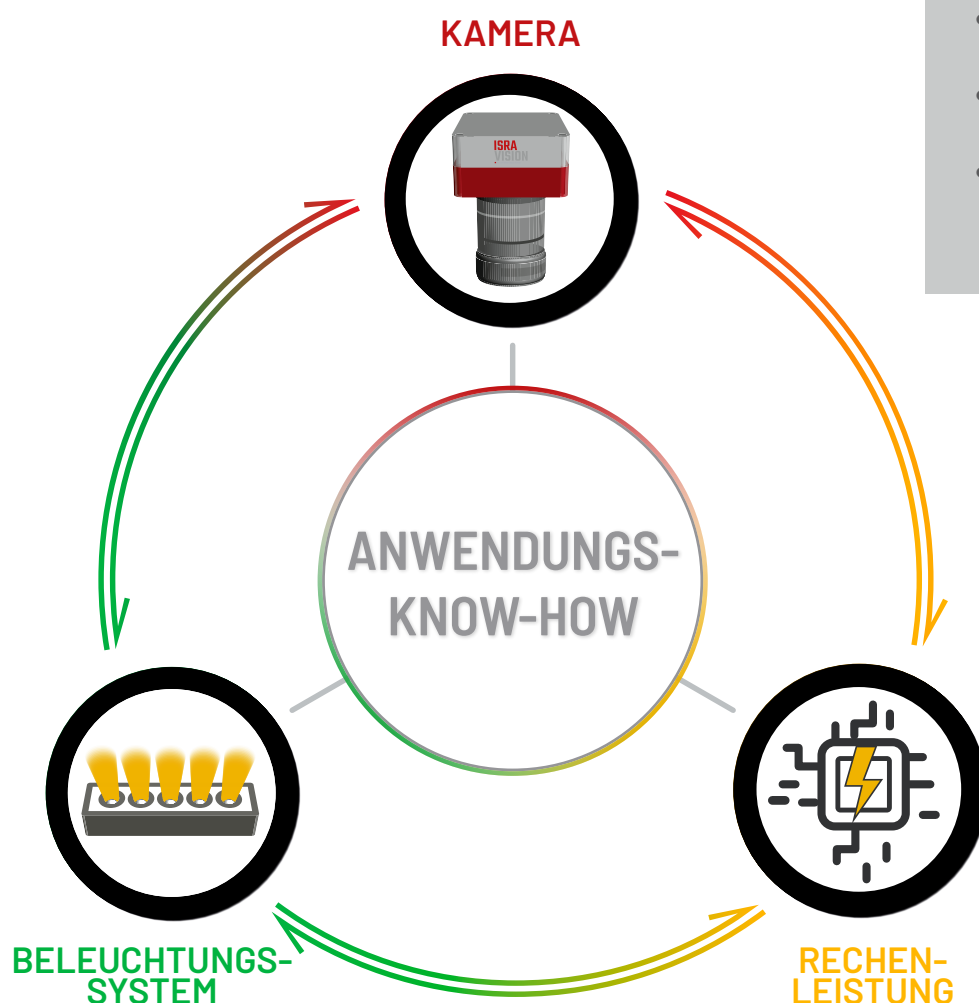 KAMERA
ISRA
VISION
ANWENDUNGS-
KNOW-HOW
BELEUCHTUNGS-
SYSTEM
RECHEN-
LEISTUNG